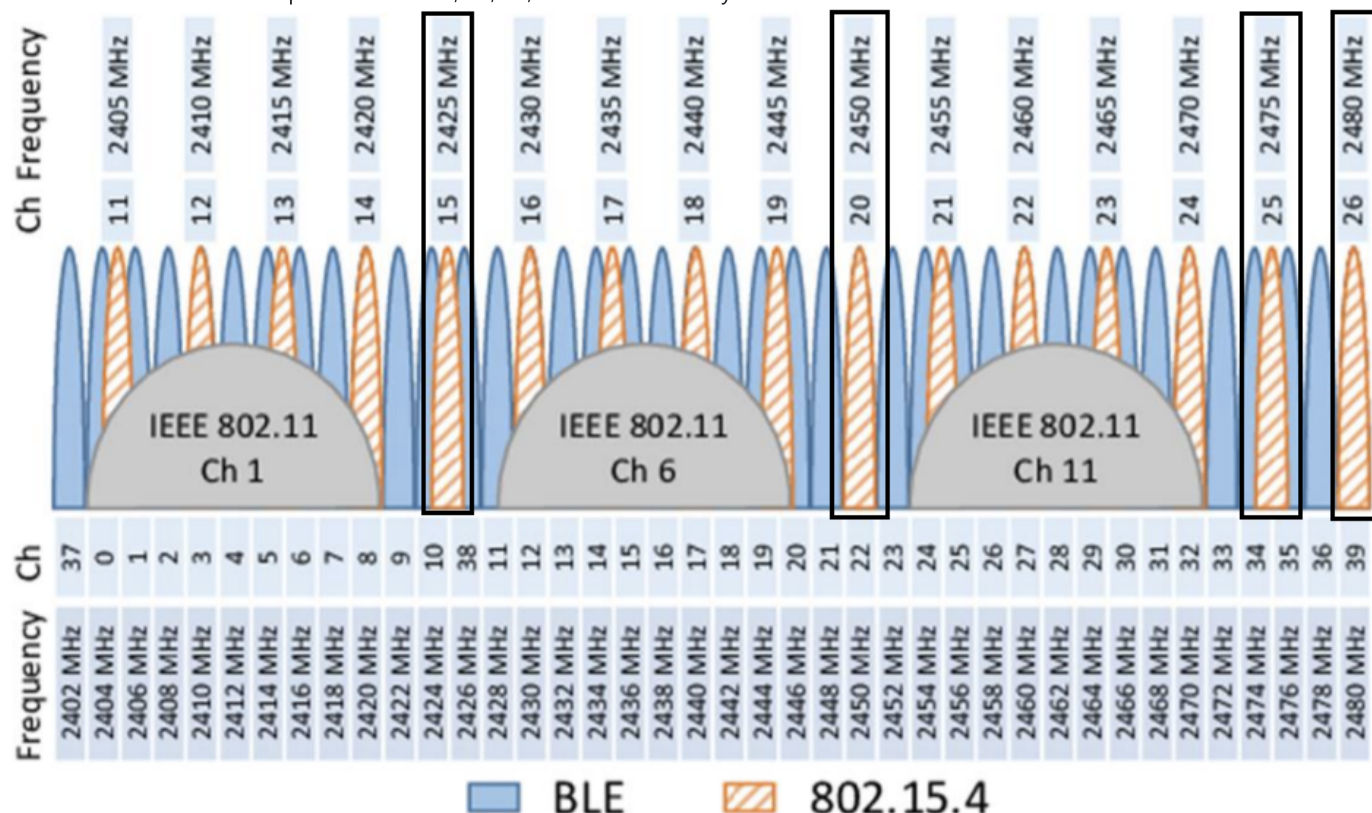 Ch Frequency
2405 MHz
2410 MHz
2415 MHz
2420 MHz
2425 MHz
2430 MHz
2435 MHz
2440 MHz
2445 MHz
2450 MHz
2455 MHz
2460 MHz
2465 MHz
2470 MHz
2475 MHz
2480 MHz
11
12
13
14
15
16
17
18
19
20
21
22
23
24
25
26
IEEE 802.11
Ch 1
IEEE 802.11
Ch 6
IEEE 802.11
Ch 11
Ch
37
0
1
2
3
4
5
6
7
8
9
10
38
11
12
13
14
15
16
17
18
19
20
21
22
23
24
25
26
27
28
29
30
31
32
33
34
35
36
39
Frequency
2402 MHz
2404 MHz
2406 MHz
2408 MHz
2410 MHz
2412 MHz
2414 MHz
2416 MHz
2418 MHz
2420 MHz
2422 MHz
2424 MHz
2426 MHz
2428 MHz
2430 MHz
2432 MHz
2434 MHz
2436 MHz
2438 MHz
2440 MHz
2442 MHz
2444 MHz
2446 MHz
2448 MHz
2450 MHz
2452 MHz
2454 MHz
2456 MHz
2458 MHz
2460 MHz
2462 MHz
2464 MHz
2466 MHz
2468 MHz
2470 MHz
2472 MHz
2474 MHz
2476 MHz
2478 MHz
2480 MHz
BLE
802.15.4